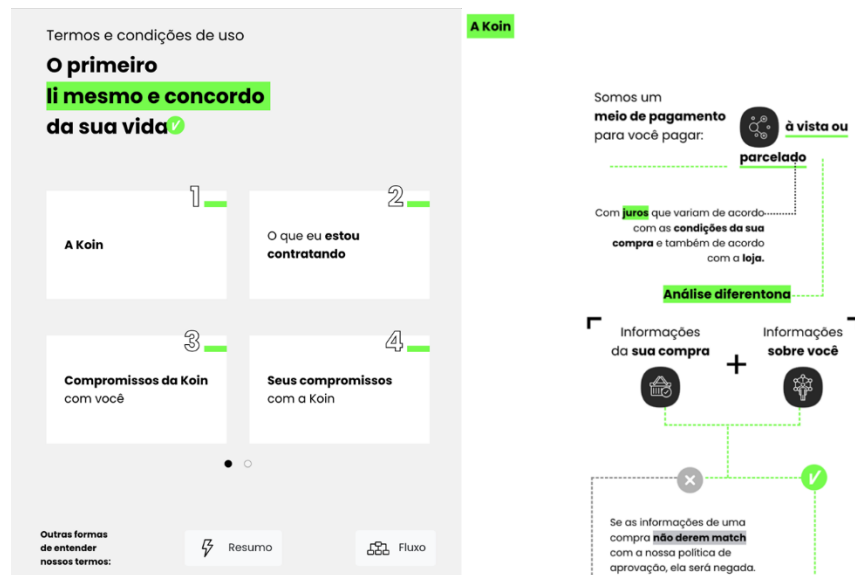 Termos e condições de uso
O primeiro
li mesmo e concordo
da sua vida
1
A Koin
2
O que eu estou
contratando
3
Compromissos da Koin
com você
4
Seus compromissos
com a Koin
Outras formas
de entender
nossos termos:
Resumo
Fluxo
A Koin
Somos um
meio de pagamento
para você pagar:
à vista ou
parcelado
Com juros que variam de acordo
com as condições da sua
compra e também de acordo
com a loja.
Análise diferentona
Informações
da sua compra
+
Informações
sobre você
Se as informações de uma
compra não derem match
com a nossa política de
aprovação, ela será negada.